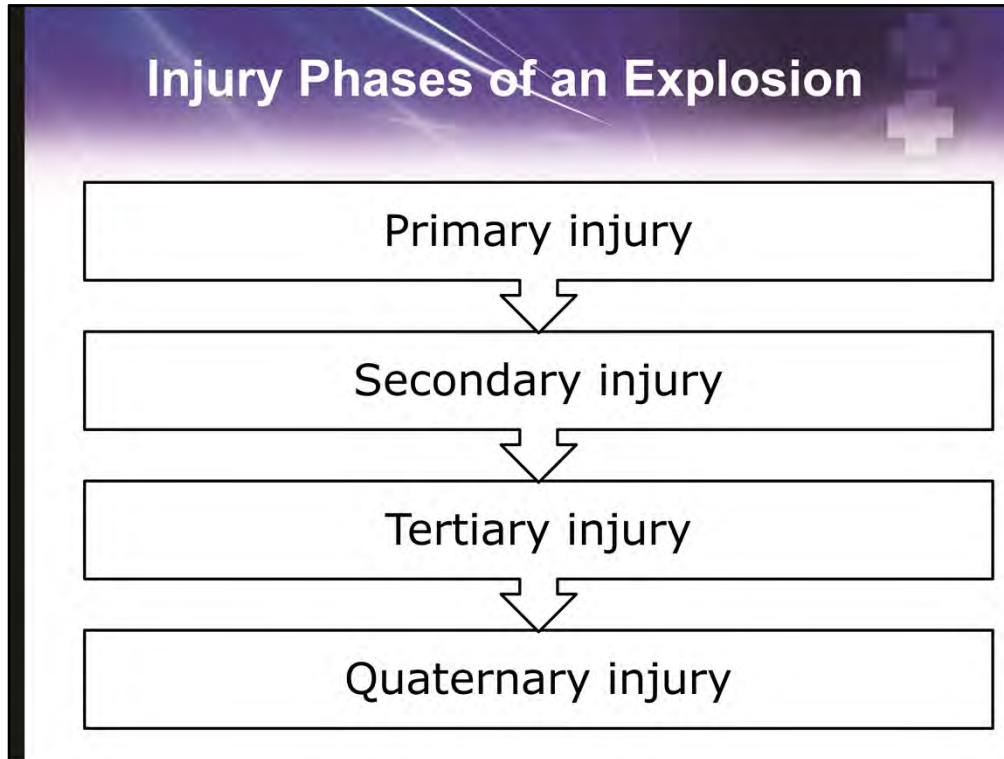 Injury Phases of an Explosion
Primary injury
Secondary injury
Tertiary injury
Quaternary injury